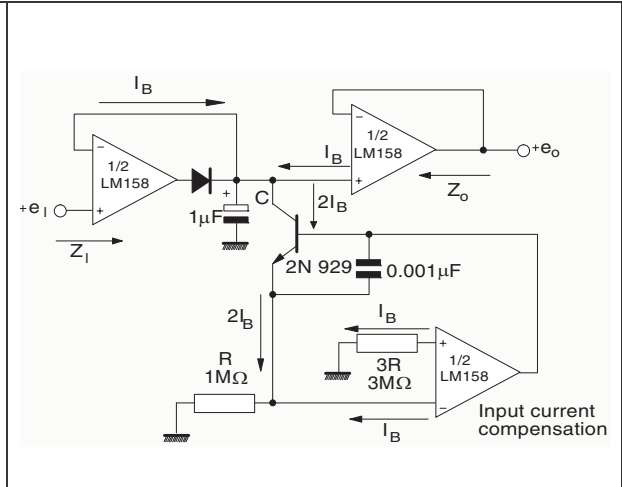 I_B
1/2
LM158
+e_I
Z_I
+
1µF
C
I_B
2I_B
1/2
LM158
+e_o
Z_o
2N 929
0.001µF
2I_B
R
1MΩ
I_B
3R
3MΩ
1/2
LM158
I_B
Input current
compensation